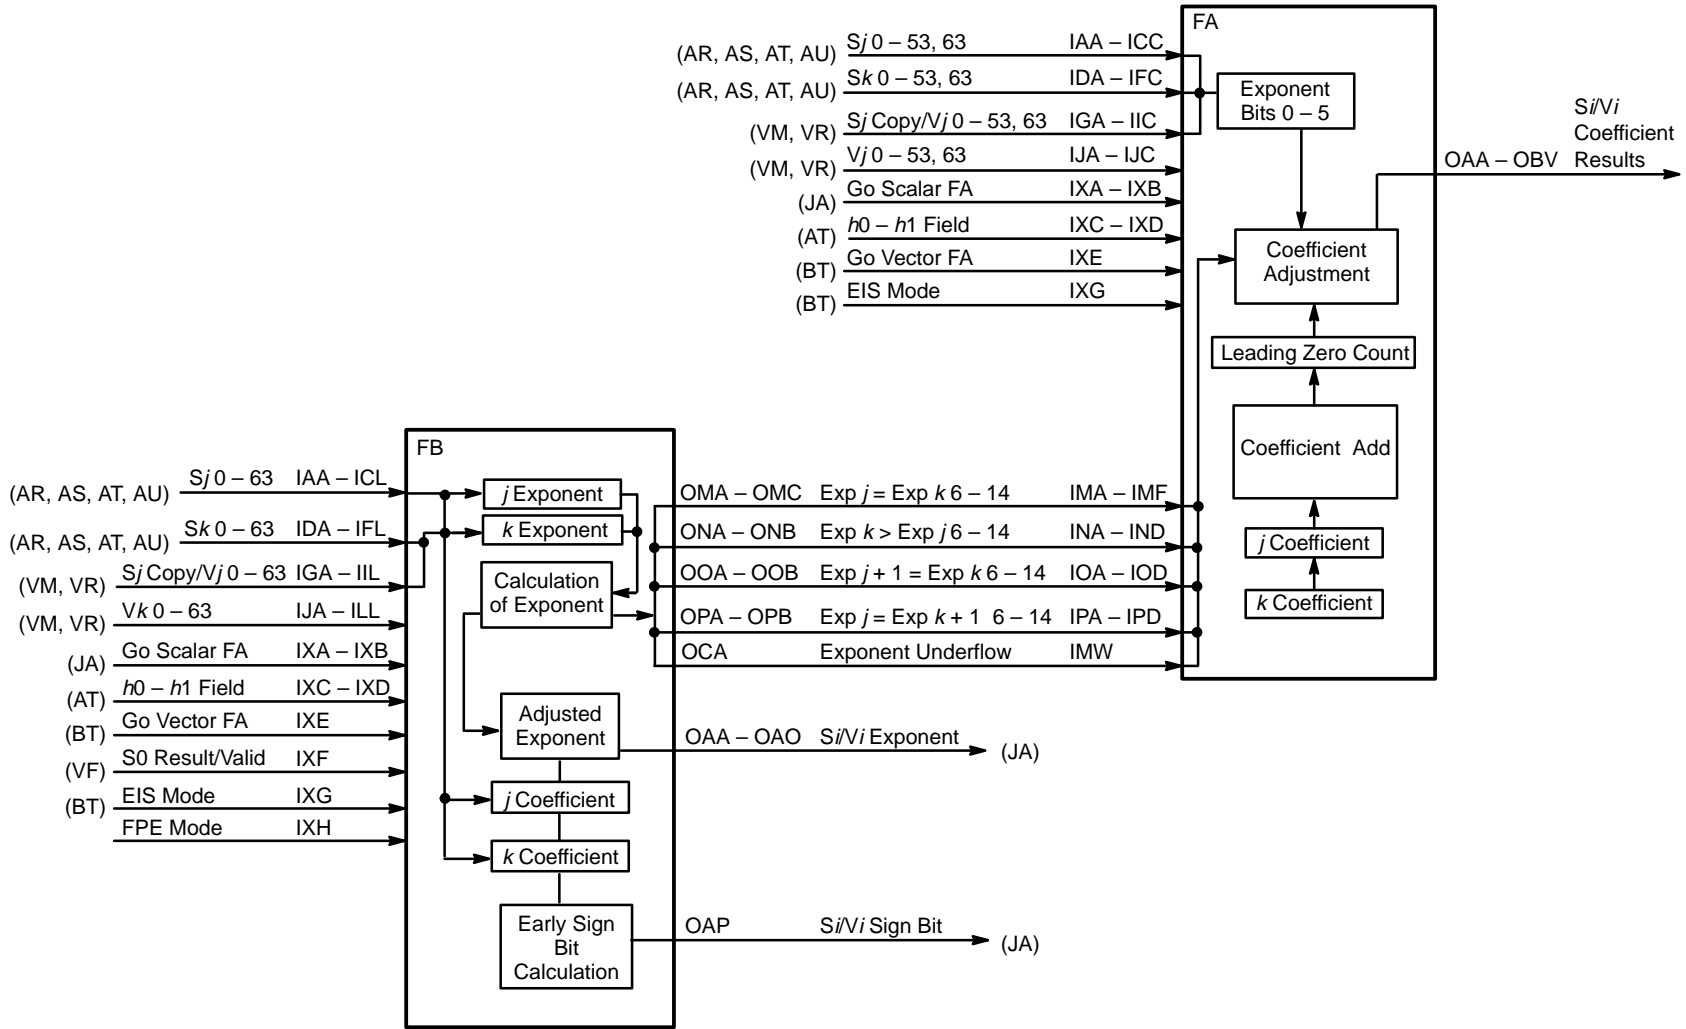 FA
(AR, AS, AT, AU) Sj 0 – 53, 63 IAA – ICC
(AR, AS, AT, AU) Sk 0 – 53, 63 IDA – IFC
(VM, VR) Sj Copy/Vj 0 – 53, 63 IGA – IIC
(VM, VR) Vj 0 – 53, 63 IJA – IJC
(JA) Go Scalar FA IXA – IXB
(AT) h0 – h1 Field IXC – IXD
(BT) Go Vector FA IXE
(BT) EIS Mode IXG
Exponent
Bits 0 – 5
Coefficient
Adjustment
Leading Zero Count
Coefficient Add
j Coefficient
k Coefficient
OAA – OBV
Si/Vi
Coefficient
Results
FB
(AR, AS, AT, AU) Sj 0 – 63 IAA – ICL
(AR, AS, AT, AU) Sk 0 – 63 IDA – IFL
(VM, VR) Sj Copy/Vj 0 – 63 IGA – IIL
(VM, VR) Vk 0 – 63 IJA – ILL
(JA) Go Scalar FA IXA – IXB
(AT) h0 – h1 Field IXC – IXD
(BT) Go Vector FA IXE
(VF) S0 Result/Valid IXF
(BT) EIS Mode IXG
FPE Mode IXH
j Exponent
k Exponent
Calculation
of Exponent
Adjusted
Exponent
j Coefficient
k Coefficient
Early Sign
Bit
Calculation
OMA – OMC Exp j = Exp k 6 – 14 IMA – IMF
ONA – ONB Exp k > Exp j 6 – 14 INA – IND
OOA – OOB Exp j + 1 = Exp k 6 – 14 IOA – IOD
OPA – OPB Exp j = Exp k + 1 6 – 14 IPA – IPD
OCA Exponent Underflow IMW
OAA – OAO Si/Vi Exponent (JA)
OAP Si/Vi Sign Bit (JA)